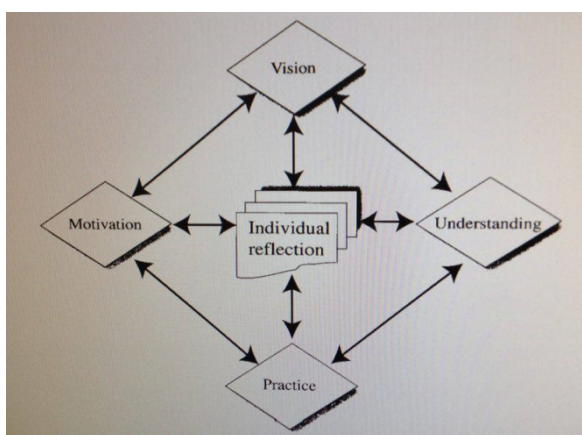 Vision
Motivation
Individual
reflection
Understanding
Practice